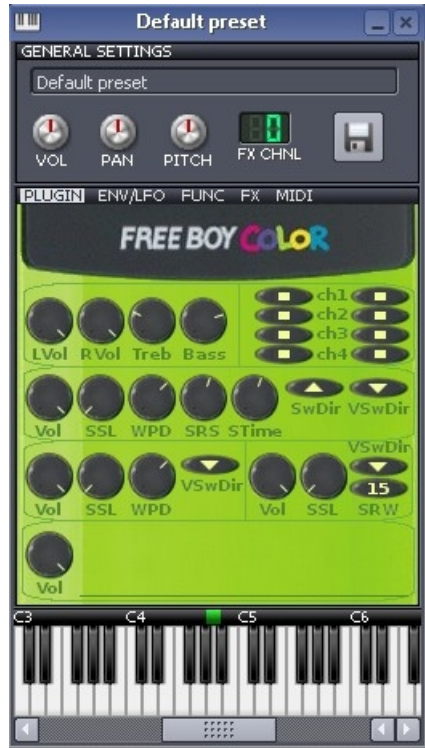 Default preset
GENERAL SETTINGS
Default preset
VOL PAN PITCH FX CHNL
0
PLUGIN ENV/LFO FUNC FX MIDI
FREE BOY COLOR
ch1
ch2
ch3
ch4
LVol RVol Treb Bass
Vol SSL WPD SRS STime SwDir VSwDir
VSwDir
15
Vol SSL WPD VSwDir Vol SSL SRW
Vol
C3 C4 C5 C6